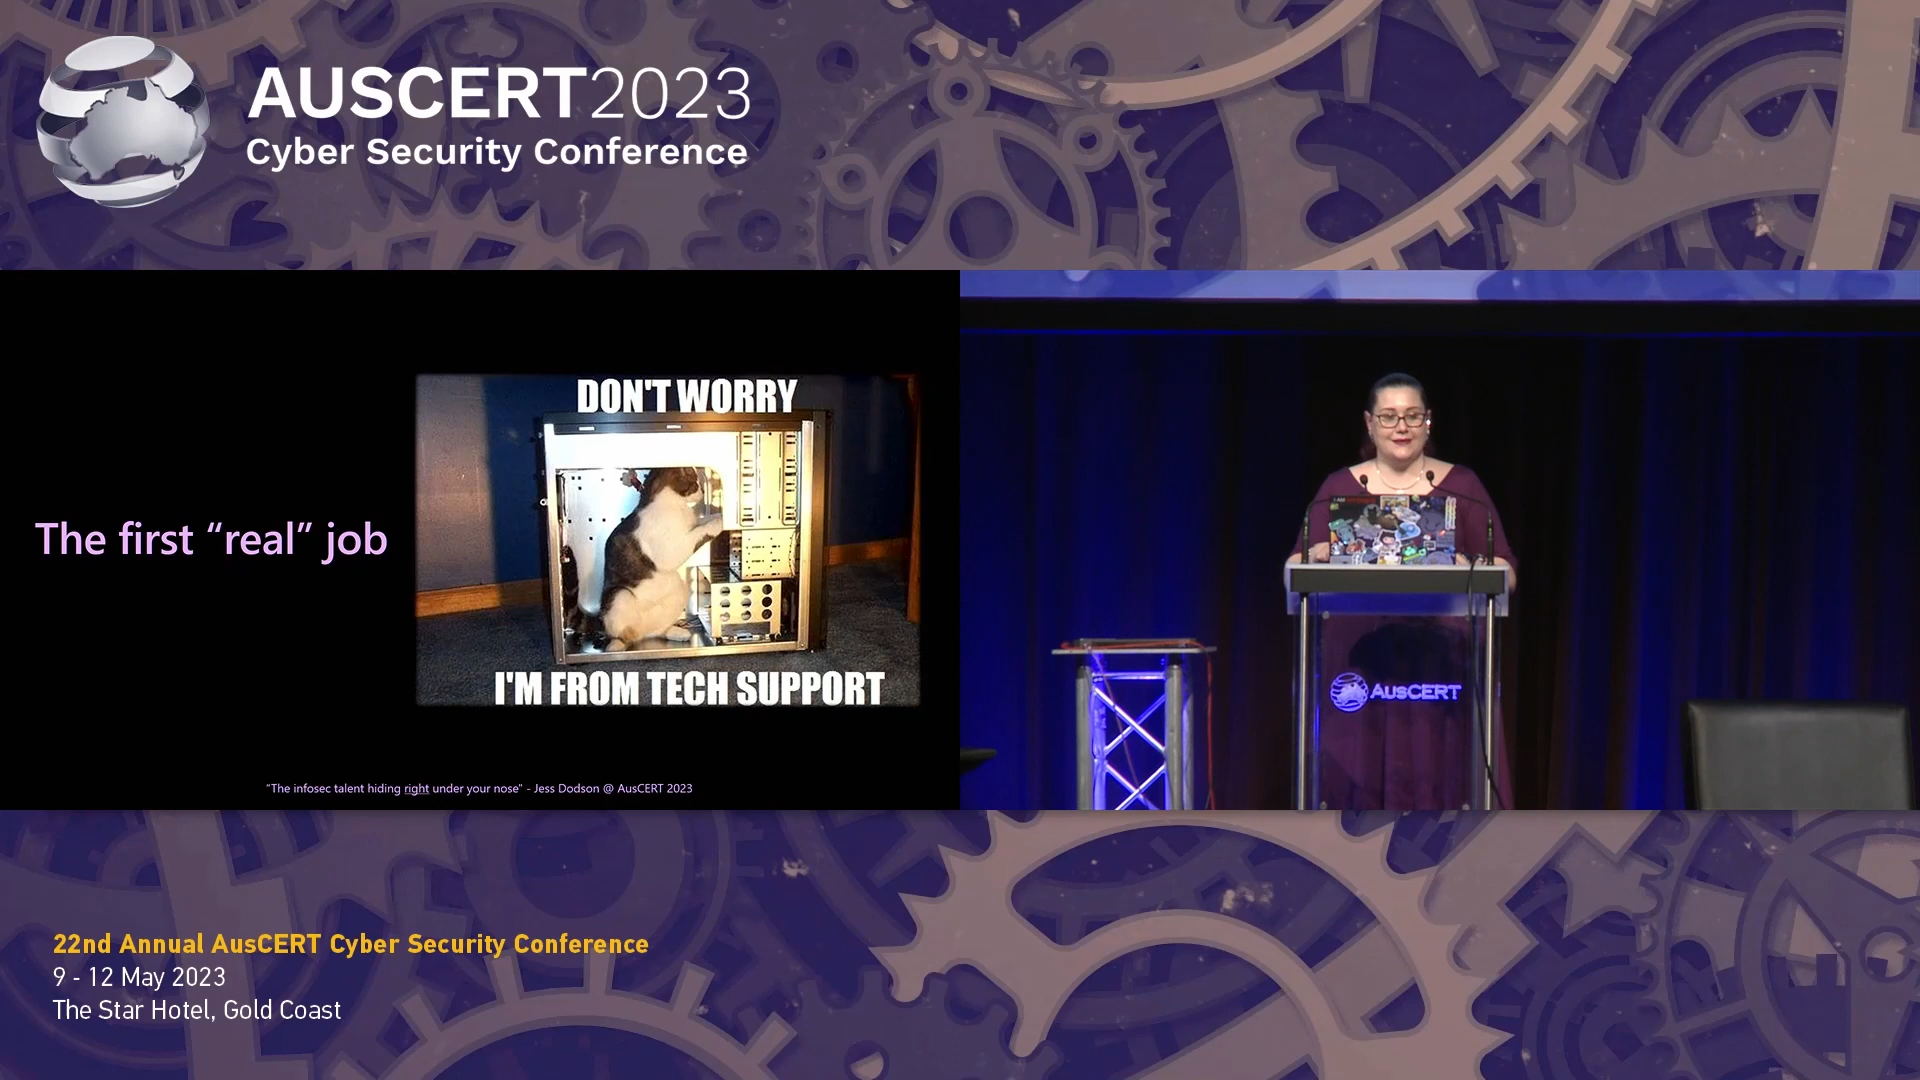 AUSCERT2023
Cyber Security Conference
DON'T WORRY
The first “real” job
I'M FROM TECH SUPPORT
"The infosec talent hiding right under your nose" - Jess Dodson @ AusCERT 2023
AUSCERT
22nd Annual AusCERT Cyber Security Conference
9 - 12 May 2023
The Star Hotel, Gold Coast